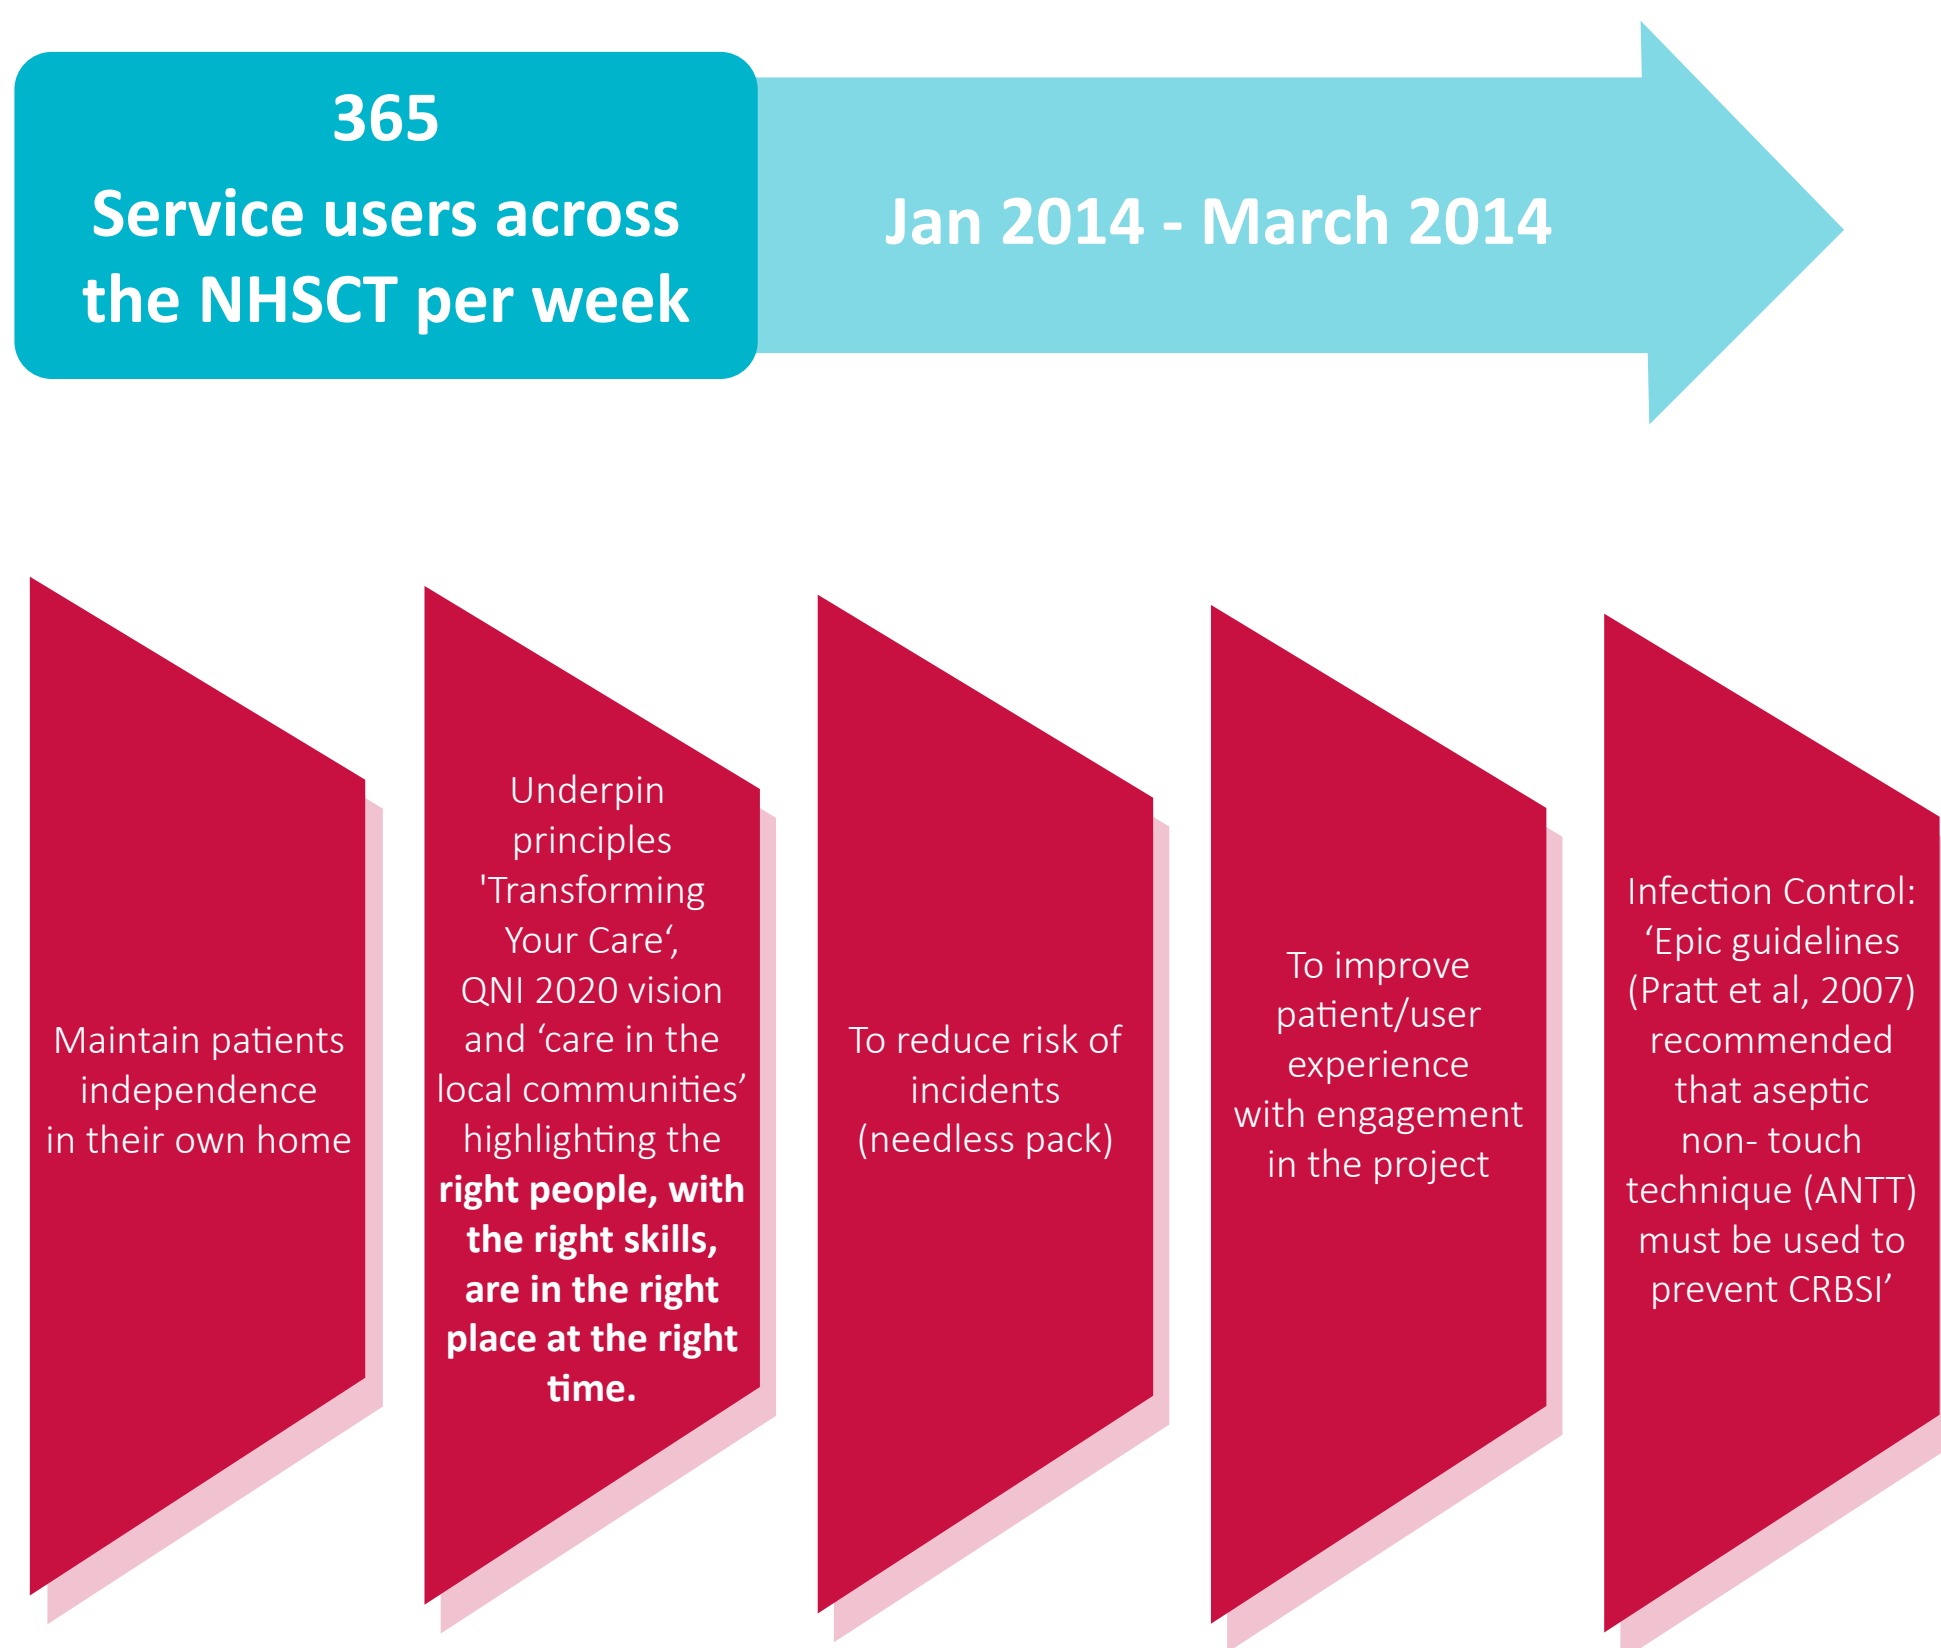 365
Service users across
the NHSCT per week
Jan 2014 - March 2014
Maintain patients
independence
in their own home
Underpin
principles
'Transforming
Your Care‘,
QNI 2020 vision
and ‘care in the
local communities’
highlighting the
right people, with
the right skills,
are in the right
place at the right
time.
To reduce risk of
incidents
(needless pack)
To improve
patient/user
experience
with engagement
in the project
Infection Control:
‘Epic guidelines
(Pratt et al, 2007)
recommended
that aseptic
non- touch
technique (ANTT)
must be used to
prevent CRBSI’